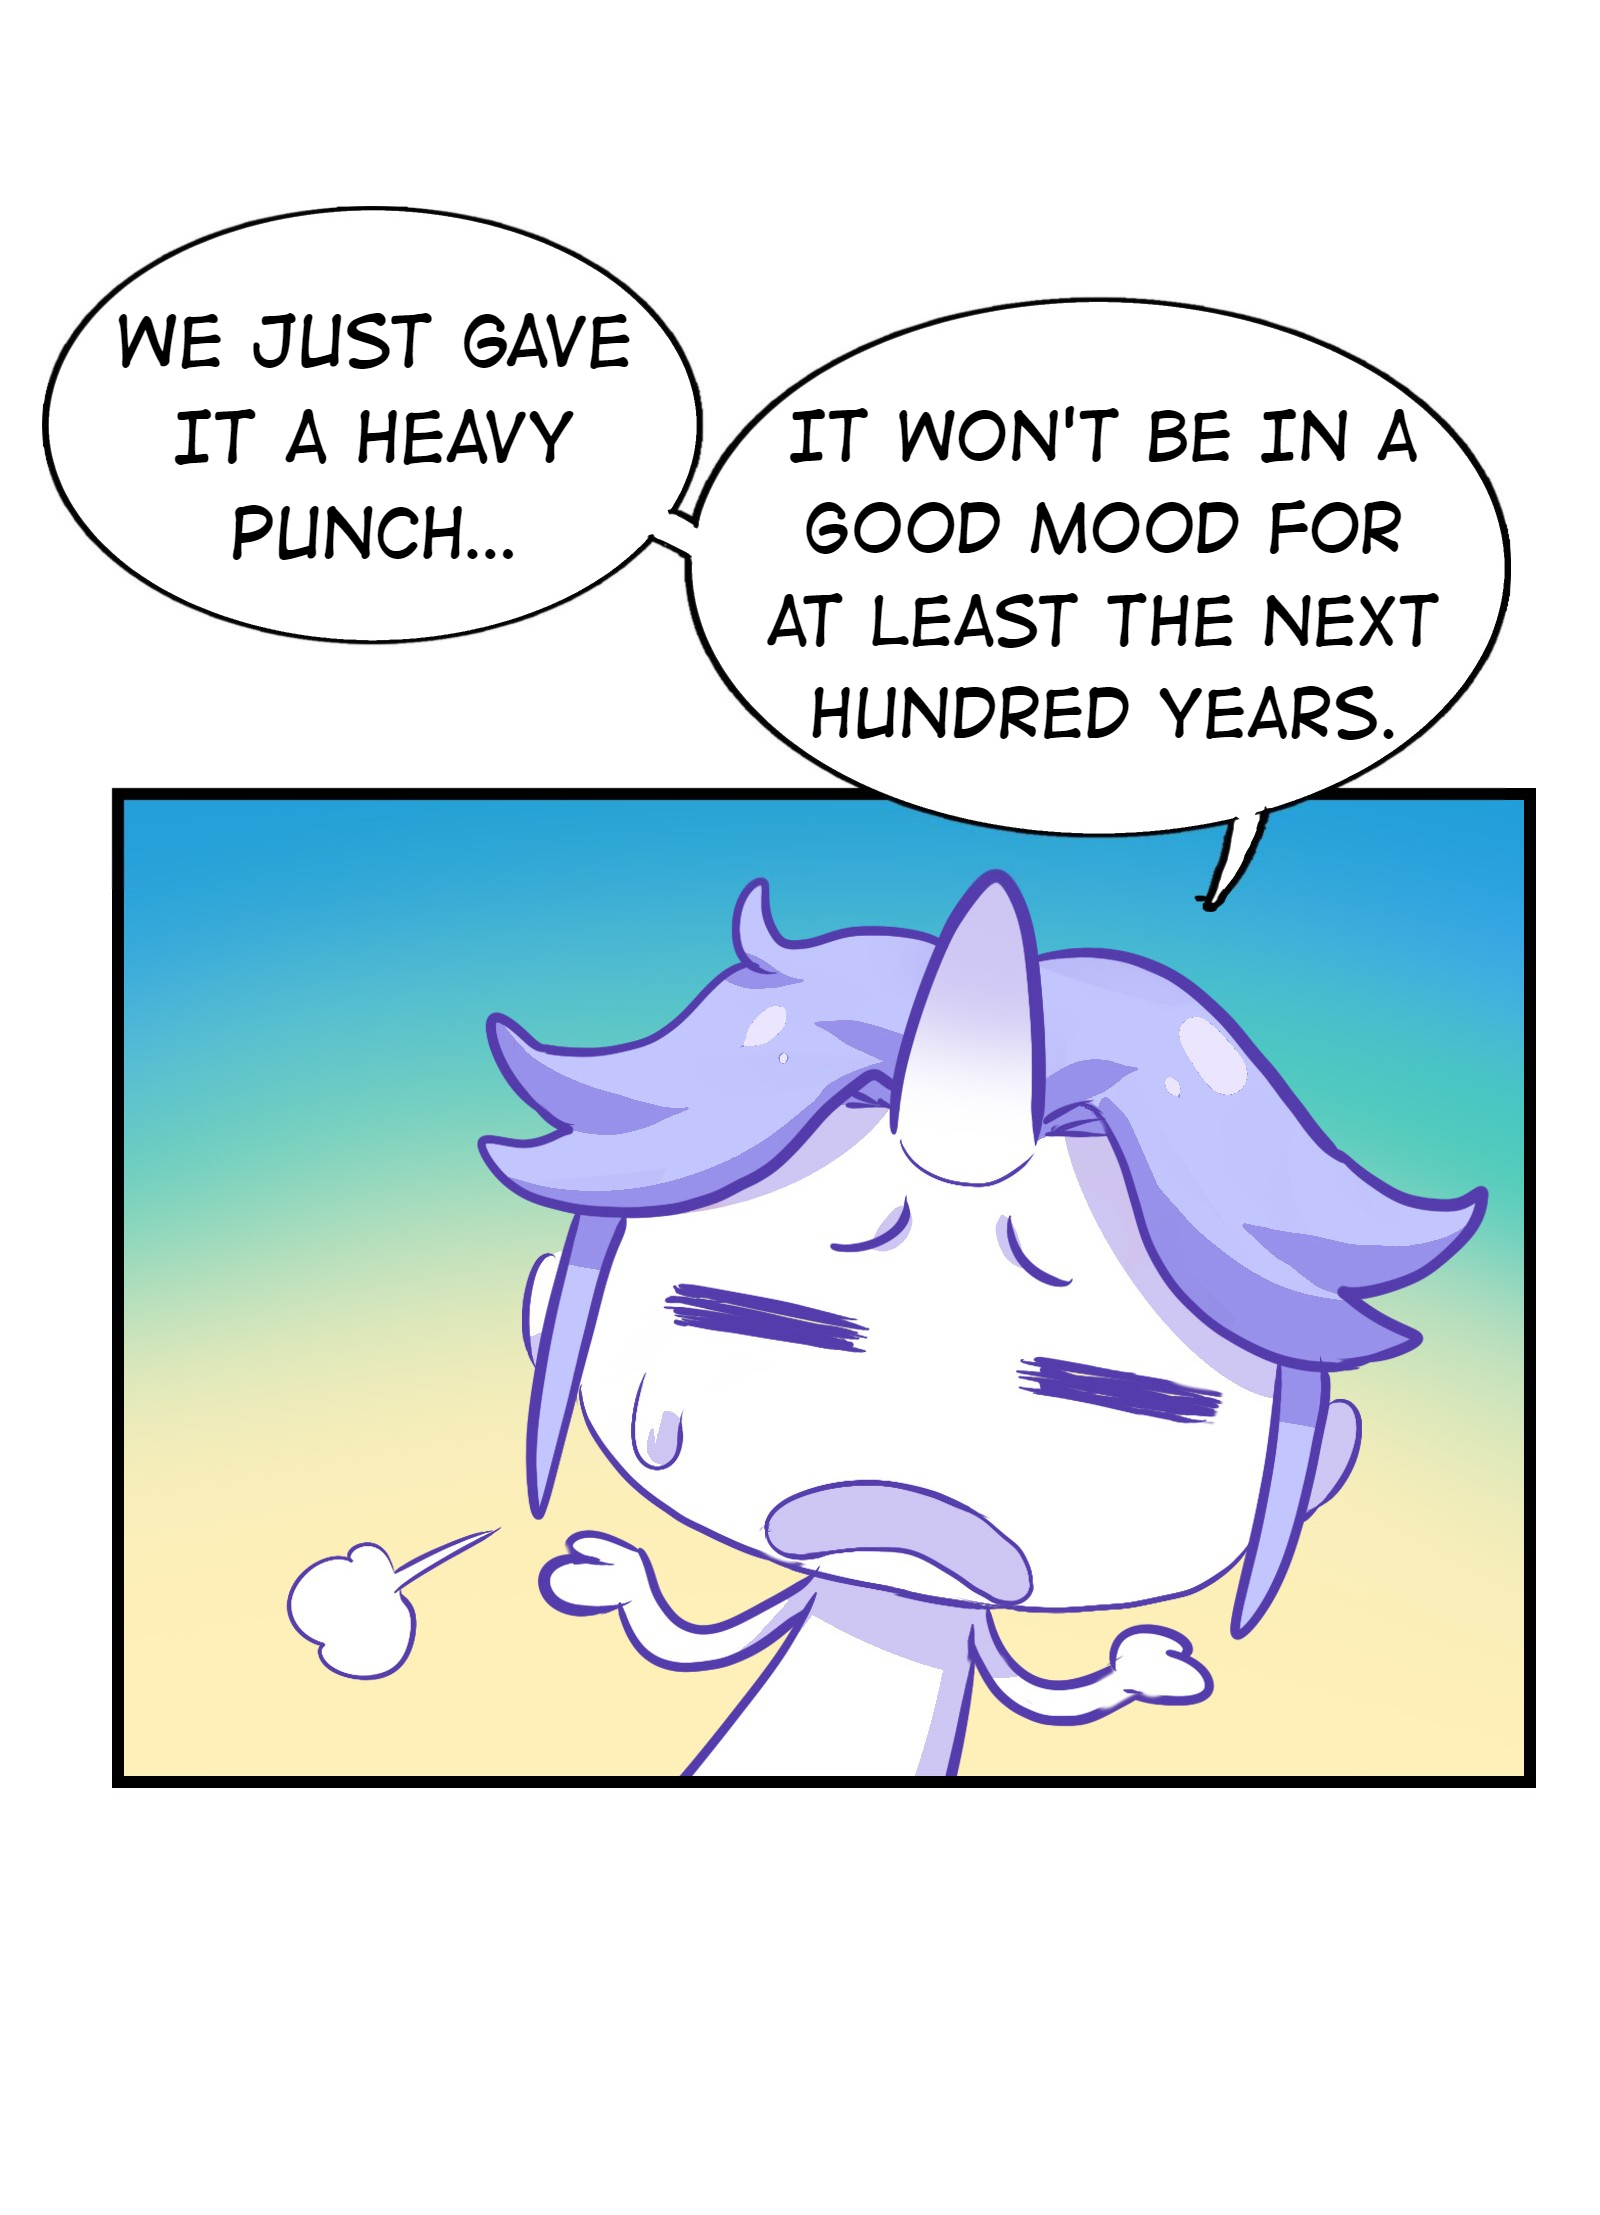 WE JUST GAVE
IT A HEAVY
PUNCH...
IT WON'T BE IN A
GOOD MOOD FOR
AT LEAST THE NEXT
HUNDRED YEARS.